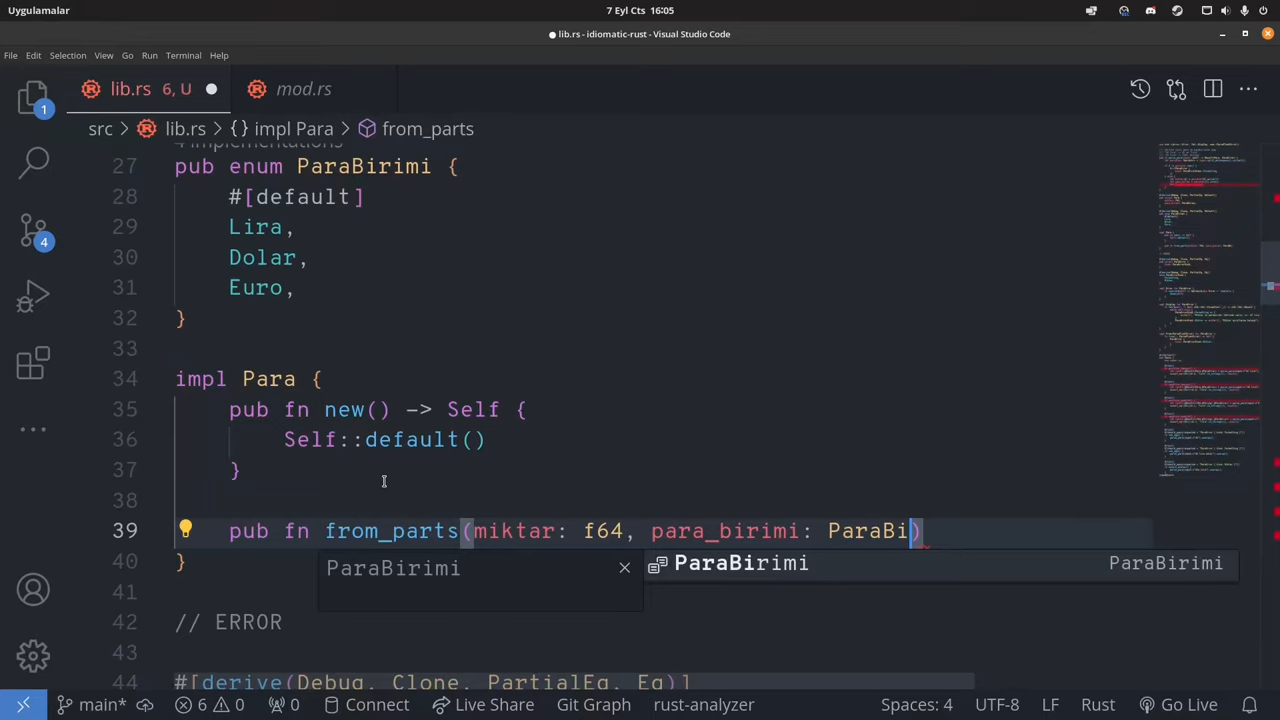 Uygulamalar
7 Eyl Cts 16:05
● lib.rs - idiomatic-rust - Visual Studio Code
File Edit Selection View Go Run Terminal Help
lib.rs 6, U ●
mod.rs
src > lib.rs > {} impl Para > from_parts
4 implementations
27 pub enum ParaBirimi {
28 #[default]
29 Lira,
30 Dolar,
31 Euro,
32 }
33
34 impl Para {
35 pub fn new() -> Self {
36 Self::default()
37 }
38
39 pub fn from_parts(miktar: f64, para_birimi: ParaBi)
40 }
ParaBirimi
ParaBirimi ParaBirimi
41
42 // ERROR
43
44 #[derive(Debug, Clone, PartialEq, Eq)]
1
4
main* 6 0 0 Connect Live Share Git Graph rust-analyzer Spaces: 4 UTF-8 LF Rust Go Live